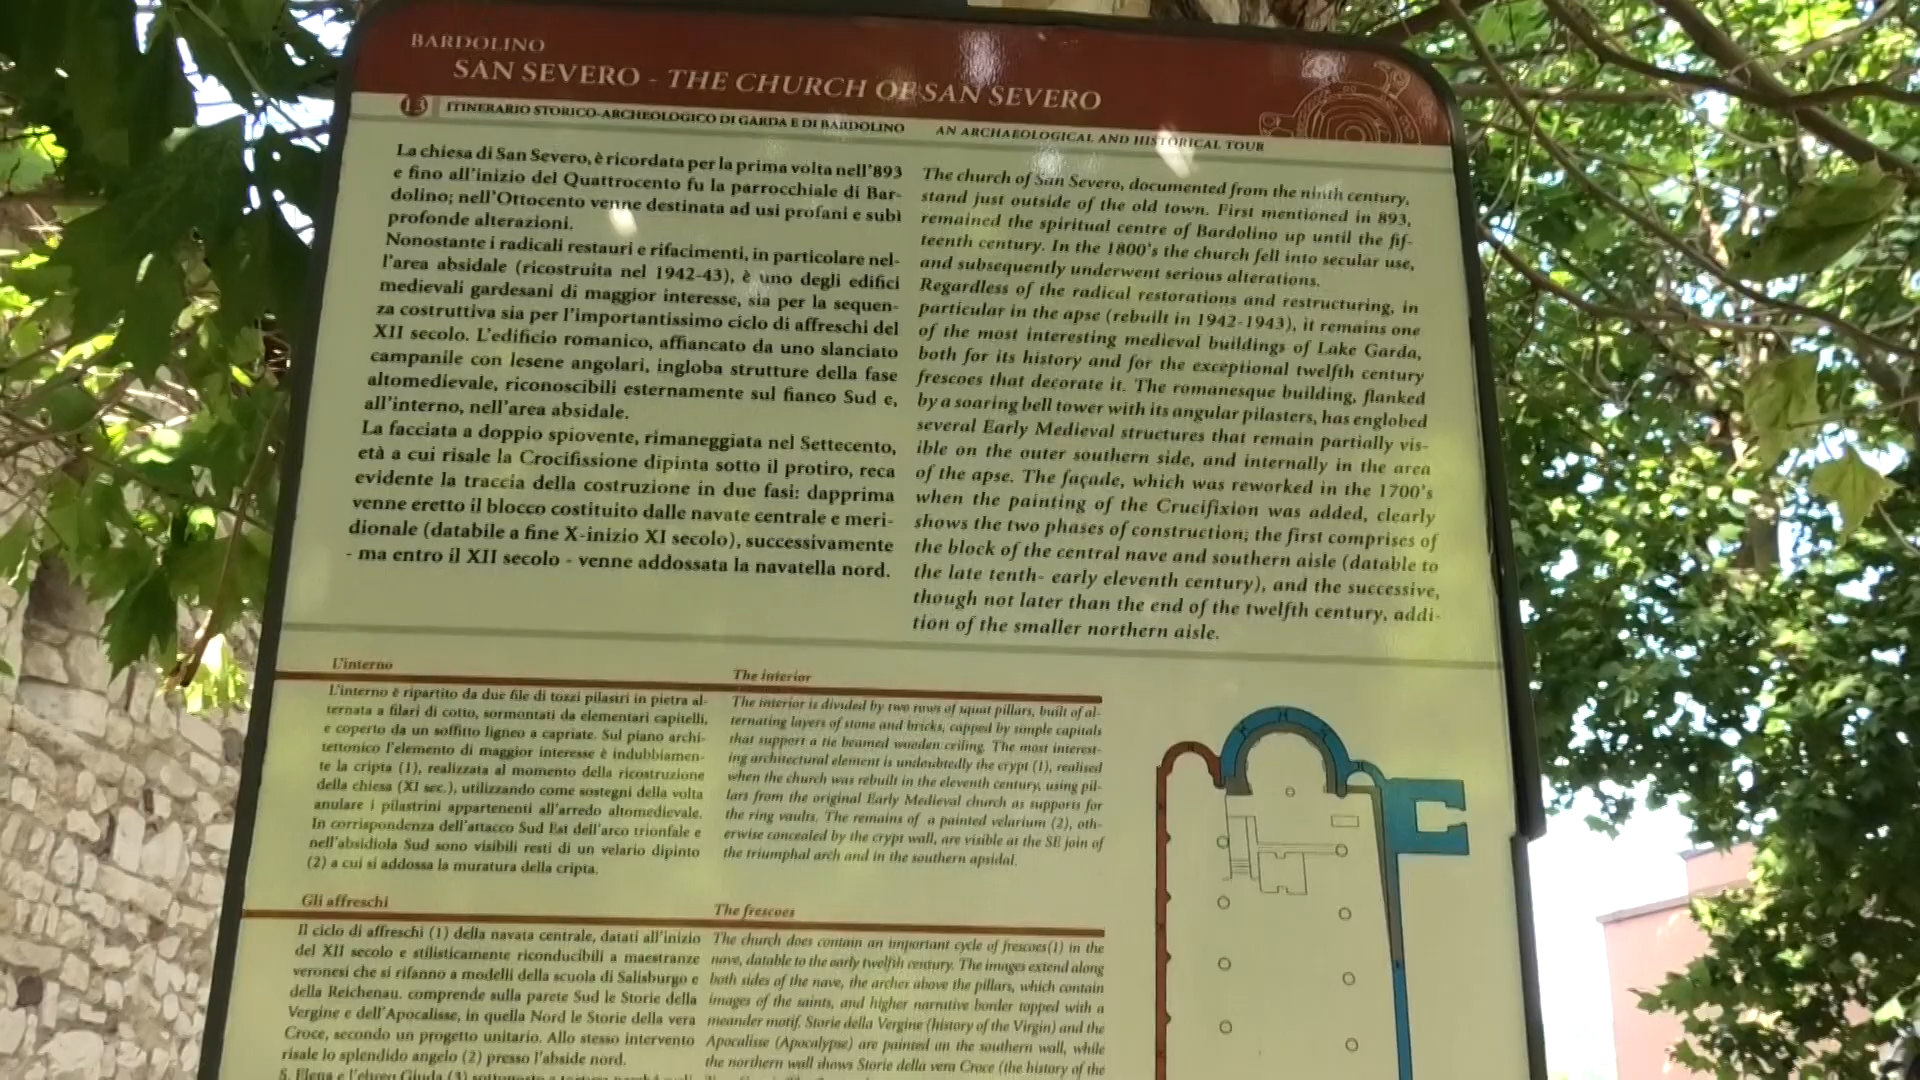 BARDOLINO
SAN SEVERO - THE CHURCH OF SAN SEVERO
13 ITINERARIO STORICO-ARCHEOLOGICO DI GARDA E DI BARDOLINO
AN ARCHAEOLOGICAL AND HISTORICAL TOUR
La chiesa di San Severo, è ricordata per la prima volta nell'893
e fino all'inizio del Quattrocento fu la parrocchiale di Bar-
dolino; nell'Ottocento venne destinata ad usi profani e subì
profonde alterazioni.
Nonostante i radicali restauri e rifacimenti, in particolare nel-
l'area absidale (ricostruita nel 1942-43), è uno degli edifici
medievali gardesani di maggior interesse, sia per la sequen-
za costruttiva sia per l'importantissimo ciclo di affreschi del
XII secolo. L'edificio romanico, affiancato da uno slanciato
campanile con lesene angolari, ingloba strutture della fase
altomedievale, riconoscibili esternamente sul fianco Sud e,
all'interno, nell'area absidale.
La facciata a doppio spiovente, rimaneggiata nel Settecento,
età a cui risale la Crocifissione dipinta sotto il protiro, reca
evidente la traccia della costruzione in due fasi: dapprima
venne eretto il blocco costituito dalle navate centrale e meri-
dionale (databile a fine X-inizio XI secolo), successivamente
- ma entro il XII secolo - venne addossata la navatella nord.
The church of San Severo, documented from the ninth century,
stand just outside of the old town. First mentioned in 893,
remained the spiritual centre of Bardolino up until the fif-
teenth century. In the 1800's the church fell into secular use,
and subsequently underwent serious alterations.
Regardless of the radical restorations and restructuring, in
particular in the apse (rebuilt in 1942-1943), it remains one
of the most interesting medieval buildings of Lake Garda,
both for its history and for the exceptional twelfth century
frescoes that decorate it. The romanesque building, flanked
by a soaring bell tower with its angular pilasters, has englobed
several Early Medieval structures that remain partially vis-
ible on the outer southern side, and internally in the area
of the apse. The façade, which was reworked in the 1700's
when the painting of the Crucifixion was added, clearly
shows the two phases of construction; the first comprises of
the block of the central nave and southern aisle (datable to
the late tenth- early eleventh century), and the successive,
though not later than the end of the twelfth century, addi-
tion of the smaller northern aisle.
L'interno
L'interno è ripartito da due file di tozzi pilastri in pietra al-
ternata a filari di cotto, sormontati da elementari capitelli,
e coperto da un soffitto ligneo a capriate. Sul piano archi-
tettonico l'elemento di maggior interesse è indubbiamen-
te la cripta (1), realizzata al momento della ricostruzione
della chiesa (XI sec.), utilizzando come sostegni della volta
anulare i pilastrini appartenenti all'arredo altomedievale.
In corrispondenza dell'attacco Sud Est dell'arco trionfale e
nell'absidiola Sud sono visibili resti di un velario dipinto
(2) a cui si addossa la muratura della cripta.
The interior
The interior is divided by two rows of squat pillars, built of al-
ternating layers of stone and bricks, capped by simple capitals
that support a tie beamed wooden ceiling. The most interest-
ing architectural element is undoubtedly the crypt (1), realised
when the church was rebuilt in the eleventh century, using pil-
lars from the original Early Medieval church as supports for
the ring vaults. The remains of a painted velarium (2), oth-
erwise concealed by the crypt wall, are visible at the SE join of
the triumphal arch and in the southern apsidal.
Gli affreschi
Il ciclo di affreschi (1) della navata centrale, datati all'inizio
del XII secolo e stilisticamente riconducibili a maestranze
veronesi che si rifanno a modelli della scuola di Salisburgo e
della Reichenau, comprende sulla parete Sud le Storie della
Vergine e dell'Apocalisse, in quella Nord le Storie della vera
Croce, secondo un progetto unitario. Allo stesso intervento
risale lo splendido angelo (2) presso l'abside nord.
S. Elena e l'ebreo Giuda (3)
The frescoes
The church does contain an important cycle of frescoes(1) in the
nave, datable to the early twelfth century. The images extend along
both sides of the nave, the arches above the pillars, which contain
images of the saints, and higher narrative border topped with a
meander motif. Storie della Vergine (history of the Virgin) and the
Apocalisse (Apocalypse) are painted on the southern wall, while
the northern wall shows Storie della vera Croce (the history of the